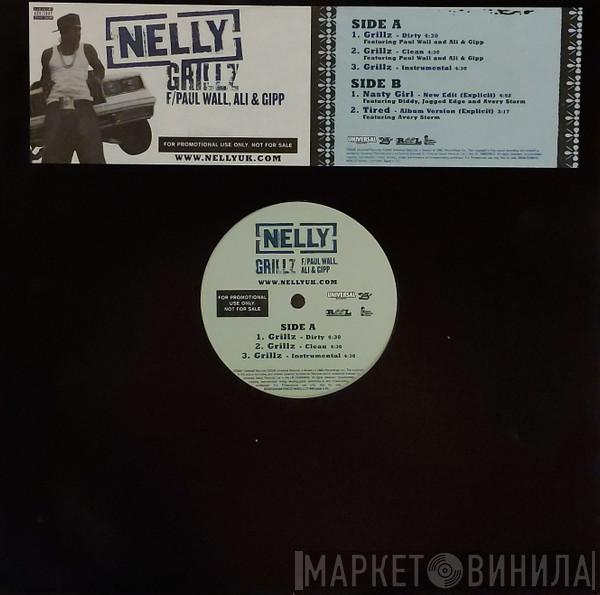 NELLY
GRILLZ
F/PAUL WALL, ALI & GIPP
FOR PROMOTIONAL USE ONLY. NOT FOR SALE
WWW.NELLYUK.COM
SIDE A
1. Grillz - Dirty 4:30
Featuring Paul Wall and Ali & Gipp
2. Grillz - Clean 4:30
Featuring Paul Wall and Ali & Gipp
3. Grillz - Instrumental 4:30
SIDE B
1. Nasty Girl - New Edit (Explicit) 4:52
Featuring Diddy, Jagged Edge and Avery Storm
2. Tired - Album Version (Explicit) 3:17
Featuring Avery Storm
UNIVERSAL
NELLY
GRILLZ F/PAUL WALL,
ALI & GIPP
WWW.NELLYUK.COM
FOR PROMOTIONAL
USE ONLY
NOT FOR SALE
UNIVERSAL
SIDE A
1. Grillz - Dirty 4:30
2. Grillz - Clean 4:30
3. Grillz - Instrumental 4:30
МАРКЕТ ВИНИЛА